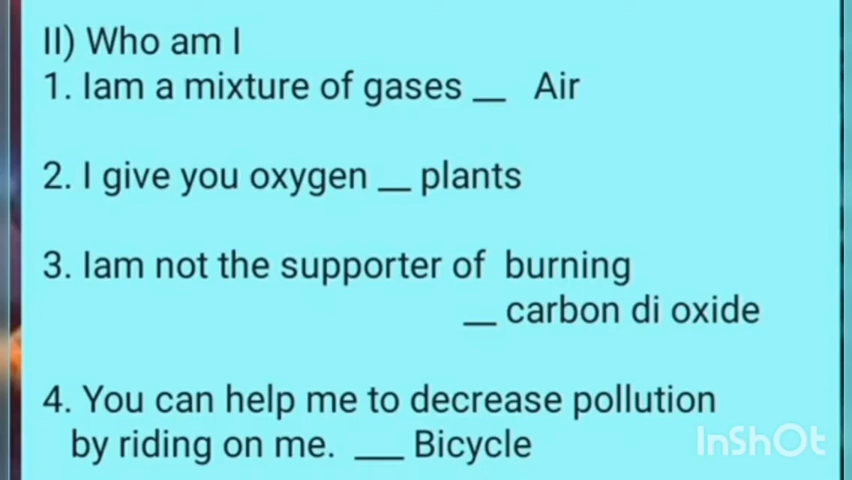 II) Who am I
1. Iam a mixture of gases __ Air
2. I give you oxygen __ plants
3. Iam not the supporter of burning
__ carbon di oxide
4. You can help me to decrease pollution
by riding on me. ___ Bicycle
InShOt